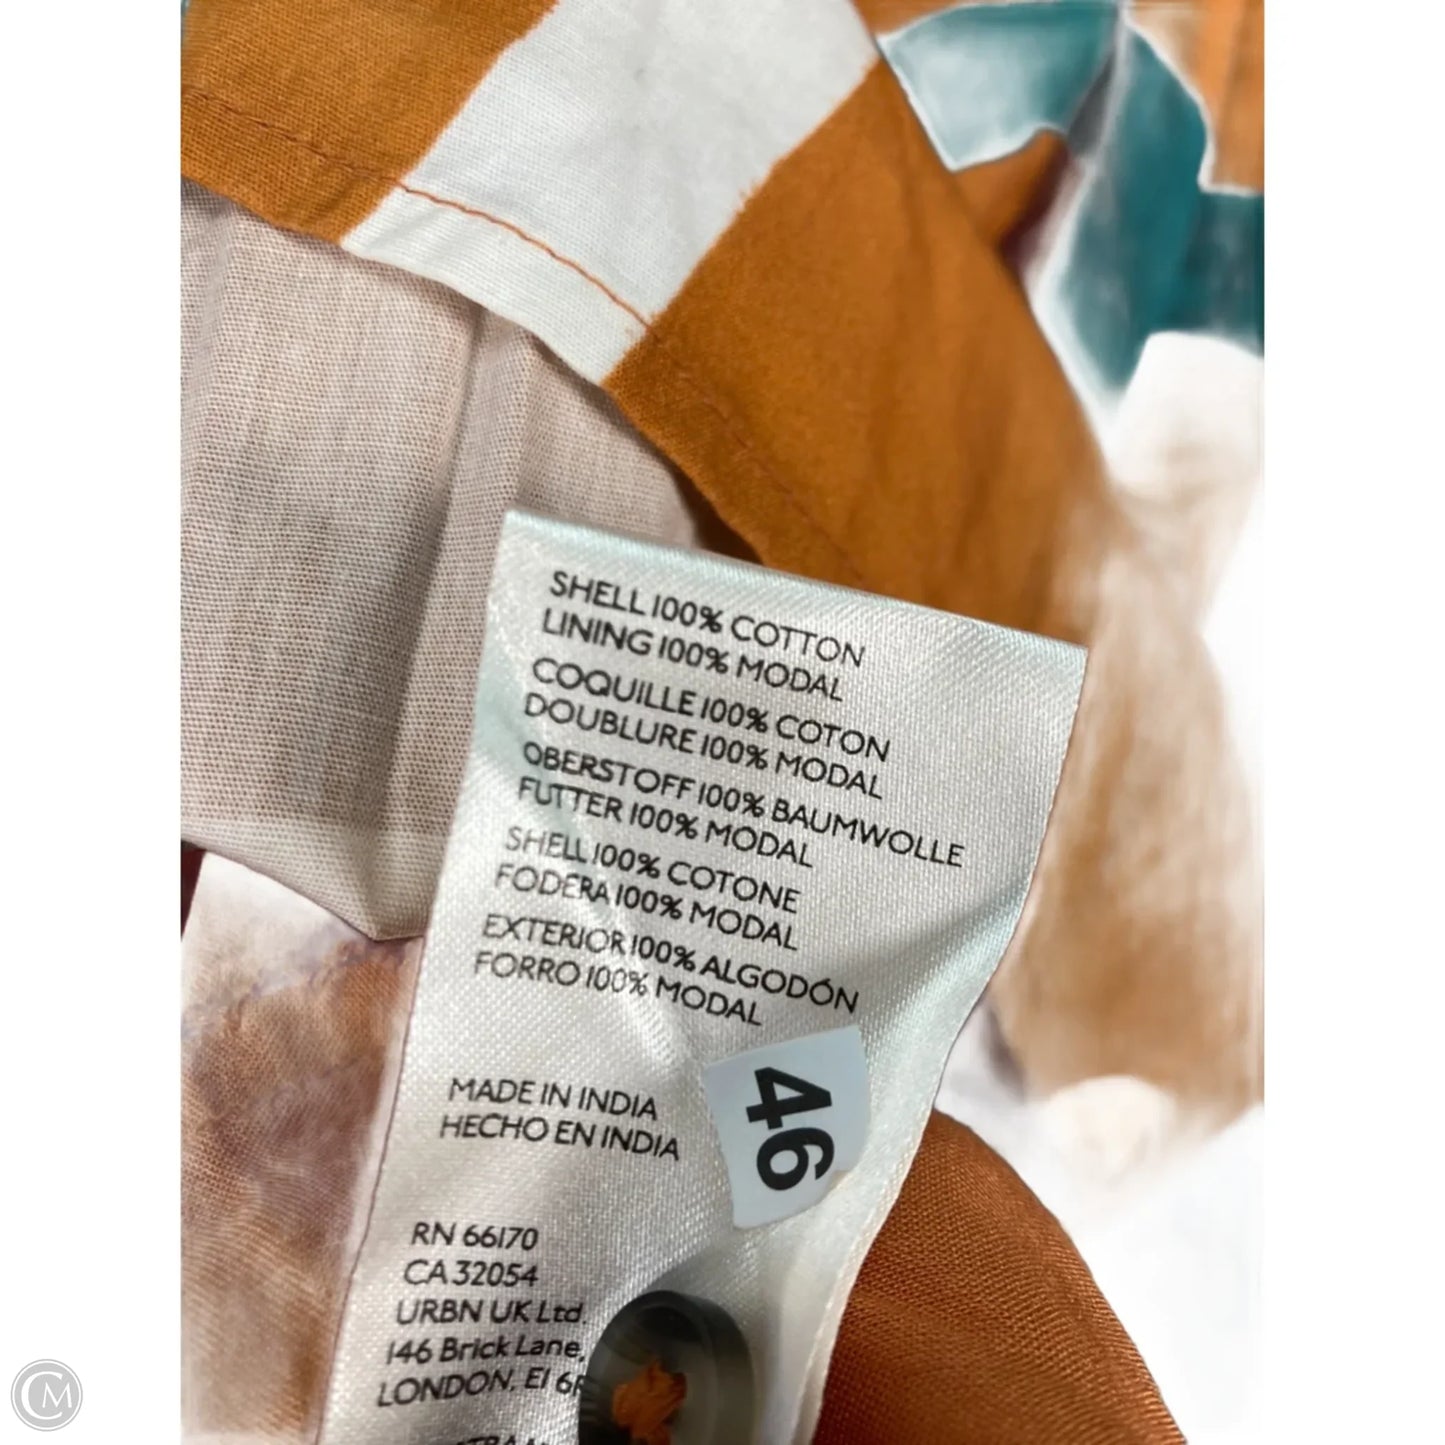 SHELL 100% COTTON
LINING 100% MODAL
COQUILLE 100% COTON
DOUBLURE 100% MODAL
OBERSTOFF 100% BAUMWOLLE
FUTTER 100% MODAL
SHELL 100% COTONE
FODERA 100% MODAL
EXTERIOR 100% ALGODÓN
FORRO 100% MODAL
46
MADE IN INDIA
HECHO EN INDIA
RN 66170
CA 32054
URBN UK Ltd.
146 Brick Lane,
LONDON, E1
CM